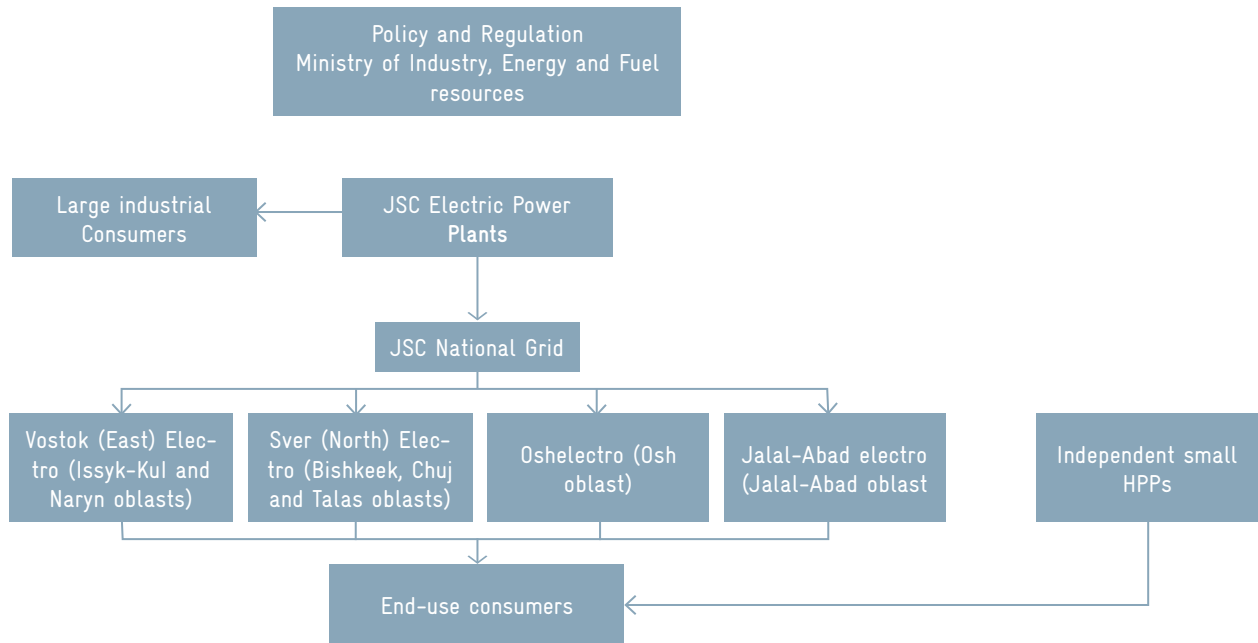 Policy and Regulation
Ministry of Industry, Energy and Fuel
resources
Large industrial
Consumers
JSC Electric Power
Plants
JSC National Grid
Vostok (East) Elec-
tro (Issyk-Kul and
Naryn oblasts)
Sver (North) Elec-
tro (Bishkeek, Chuj
and Talas oblasts)
Oshelectro (Osh
oblast)
Jalal-Abad electro
(Jalal-Abad oblast
Independent small
HPPs
End-use consumers